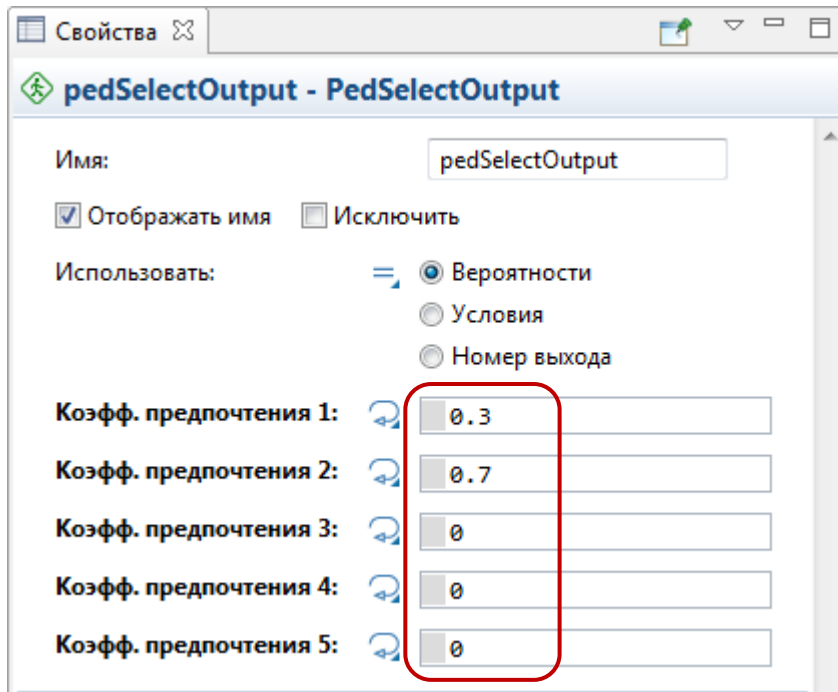 Свойства
pedSelectOutput - PedSelectOutput
Имя: pedSelectOutput
Отображать имя Исключить
Использовать: Вероятности
Условия
Номер выхода
Коэфф. предпочтения 1: 0.3
Коэфф. предпочтения 2: 0.7
Коэфф. предпочтения 3: 0
Коэфф. предпочтения 4: 0
Коэфф. предпочтения 5: 0